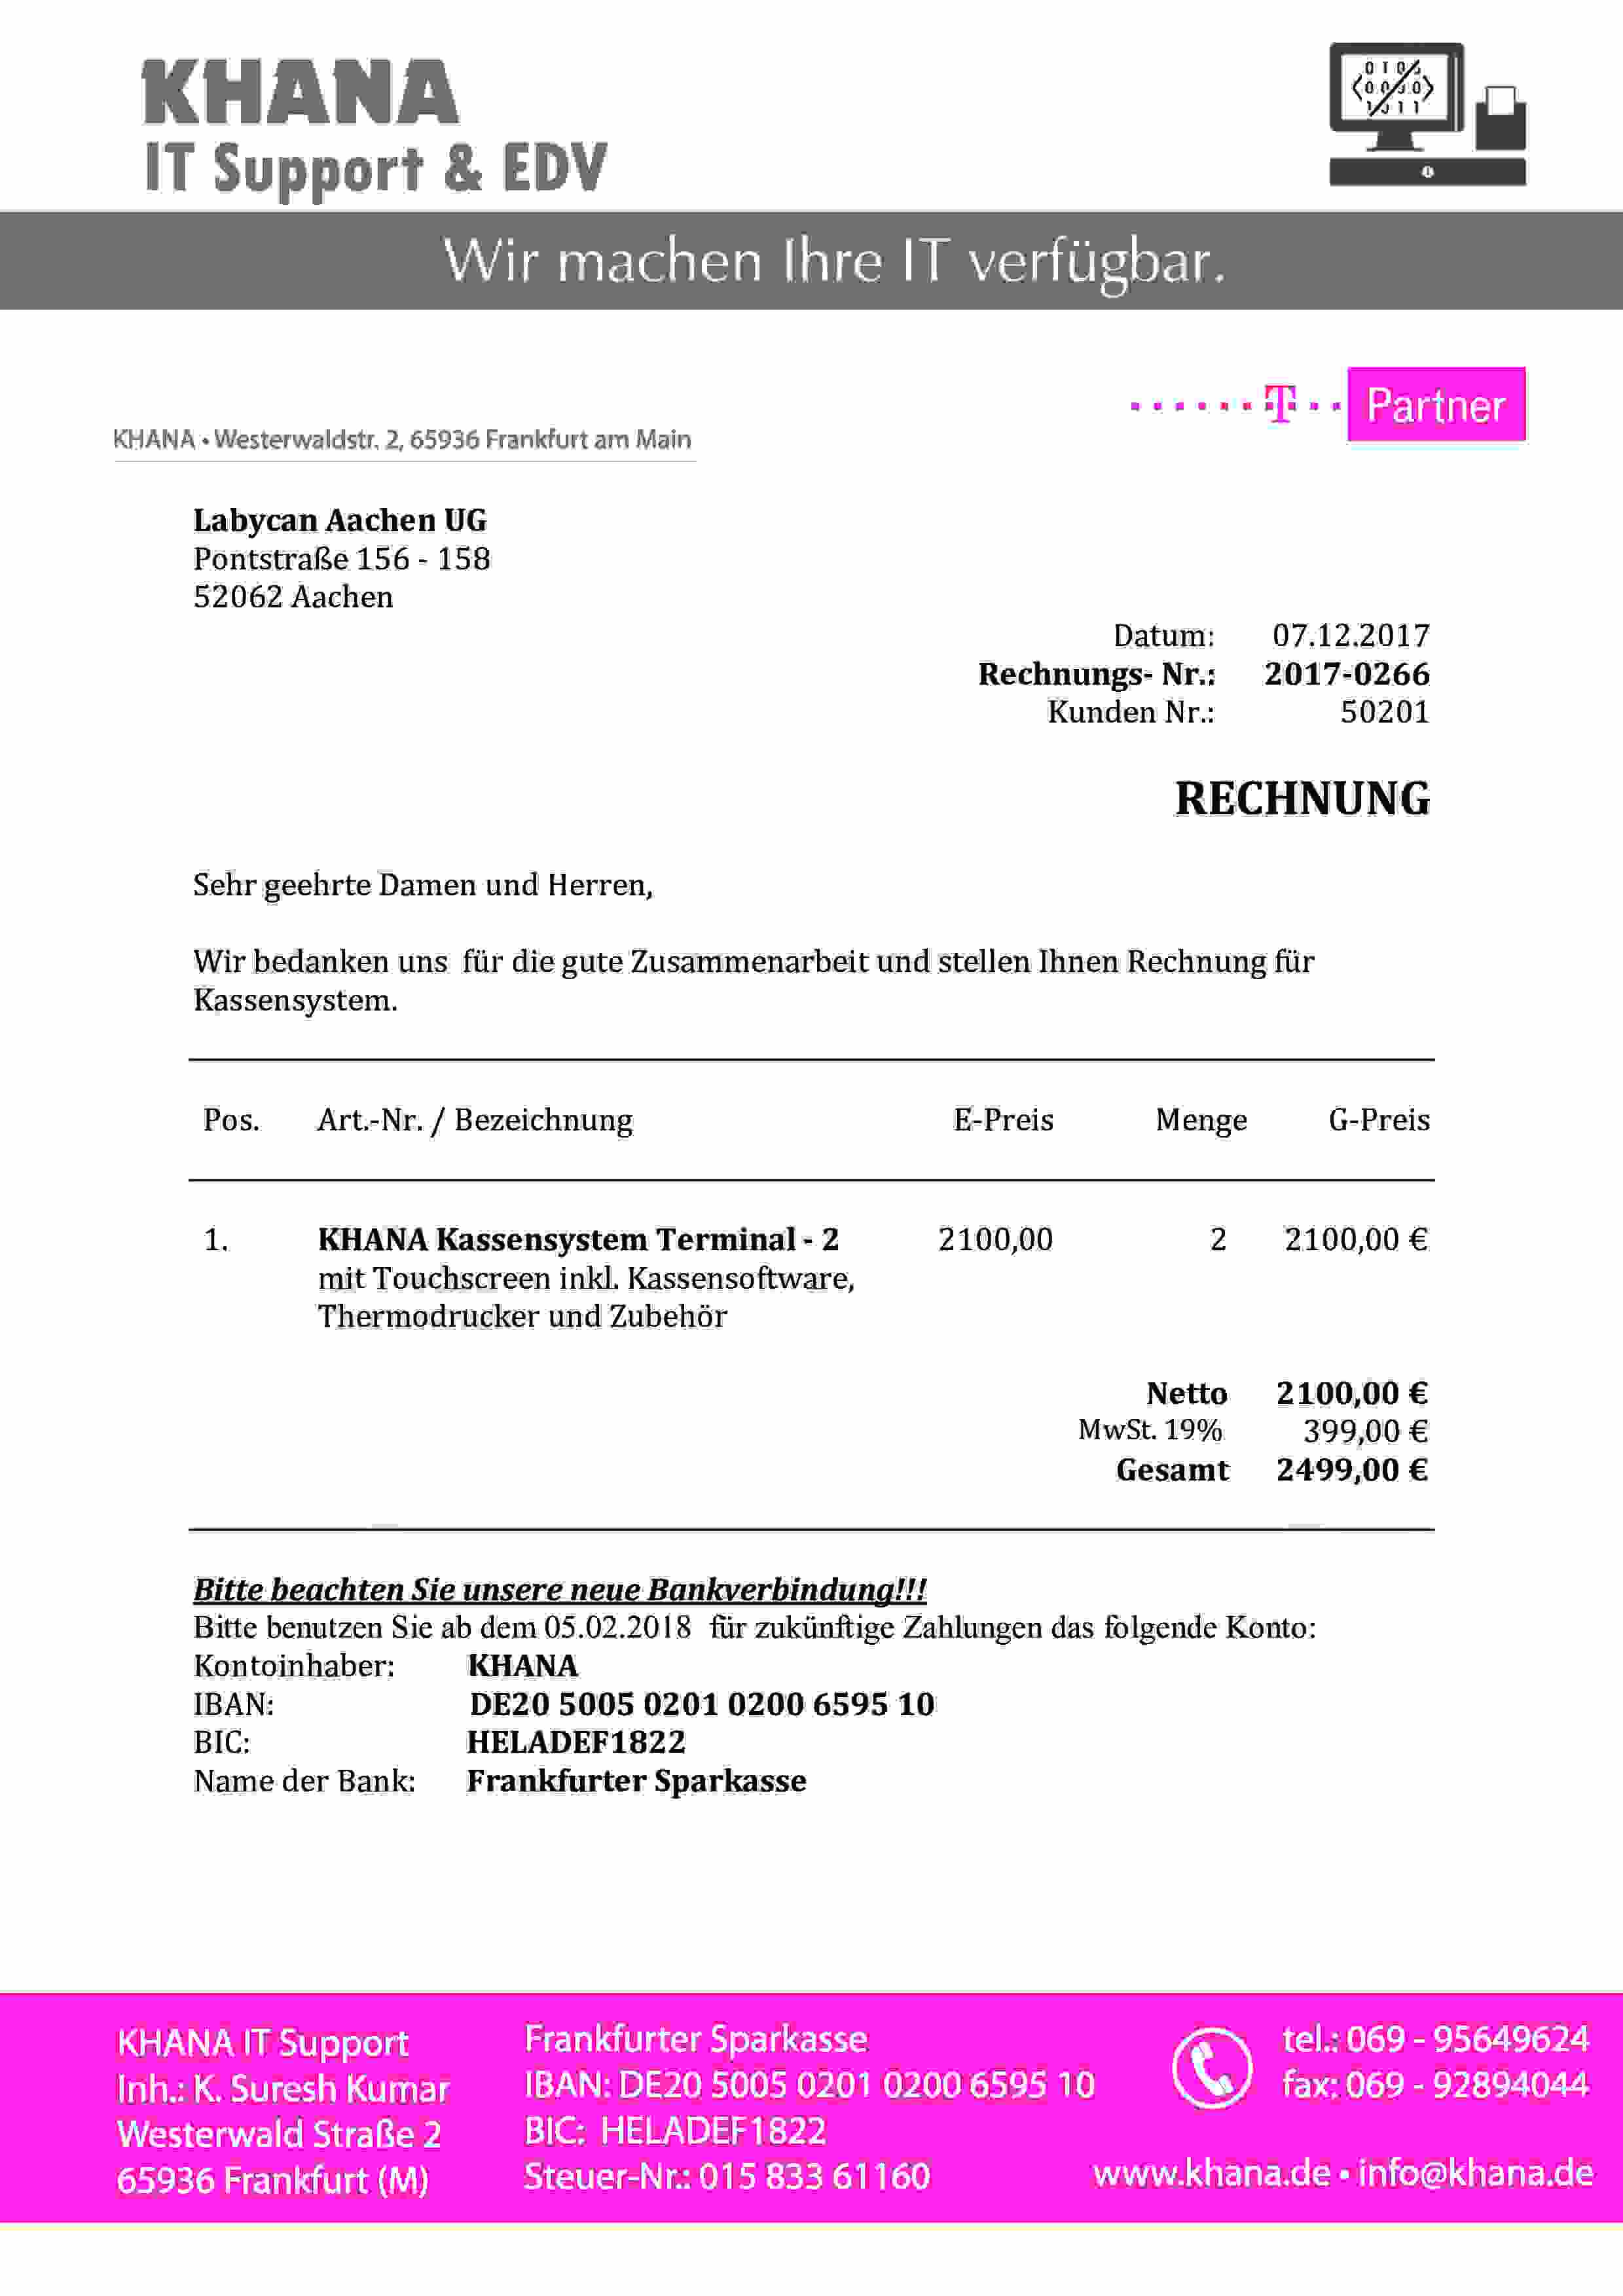 KHANA
IT Support & EDV
Wir machen Ihre IT verfügbar.
T Partner
KHANA • Westerwaldstr. 2, 65936 Frankfurt am Main
Labycan Aachen UG
Pontstraße 156 - 158
52062 Aachen
Datum: 07.12.2017
Rechnungs- Nr.: 2017-0266
Kunden Nr.: 50201
RECHNUNG
Sehr geehrte Damen und Herren,
Wir bedanken uns für die gute Zusammenarbeit und stellen Ihnen Rechnung für
Kassensystem.
Pos. Art.-Nr. / Bezeichnung E-Preis Menge G-Preis
1. KHANA Kassensystem Terminal - 2 2100,00 2 2100,00 €
mit Touchscreen inkl. Kassensoftware,
Thermodrucker und Zubehör
Netto 2100,00 €
MwSt. 19% 399,00 €
Gesamt 2499,00 €
Bitte beachten Sie unsere neue Bankverbindung!!!
Bitte benutzen Sie ab dem 05.02.2018 für zukünftige Zahlungen das folgende Konto:
Kontoinhaber: KHANA
IBAN: DE20 5005 0201 0200 6595 10
BIC: HELADEF1822
Name der Bank: Frankfurter Sparkasse
KHANA IT Support
Inh.: K. Suresh Kumar
Westerwald Straße 2
65936 Frankfurt (M)
Frankfurter Sparkasse
IBAN: DE20 5005 0201 0200 6595 10
BIC: HELADEF1822
Steuer-Nr.: 015 833 61160
tel.: 069 - 95649624
fax: 069 - 92894044
www.khana.de • info@khana.de